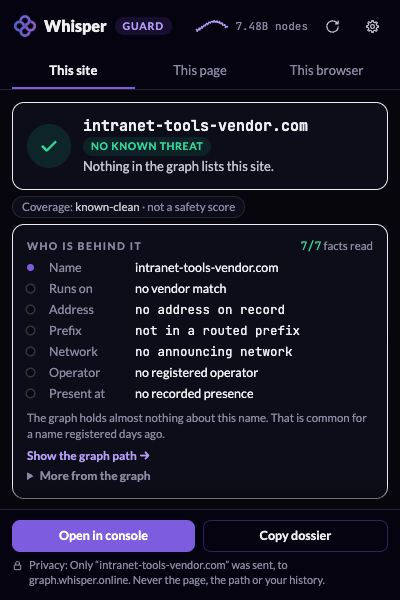 Whisper GUARD 7.48B nodes
This site This page This browser
intranet-tools-vendor.com
NO KNOWN THREAT
Nothing in the graph lists this site.
Coverage: known-clean · not a safety score
WHO IS BEHIND IT 7/7 facts read
Name intranet-tools-vendor.com
Runs on no vendor match
Address no address on record
Prefix not in a routed prefix
Network no announcing network
Operator no registered operator
Present at no recorded presence
The graph holds almost nothing about this name. That is common for
a name registered days ago.
Show the graph path →
▶ More from the graph
Open in console Copy dossier
Privacy: Only “intranet-tools-vendor.com” was sent, to
graph.whisper.online. Never the page, the path or your history.